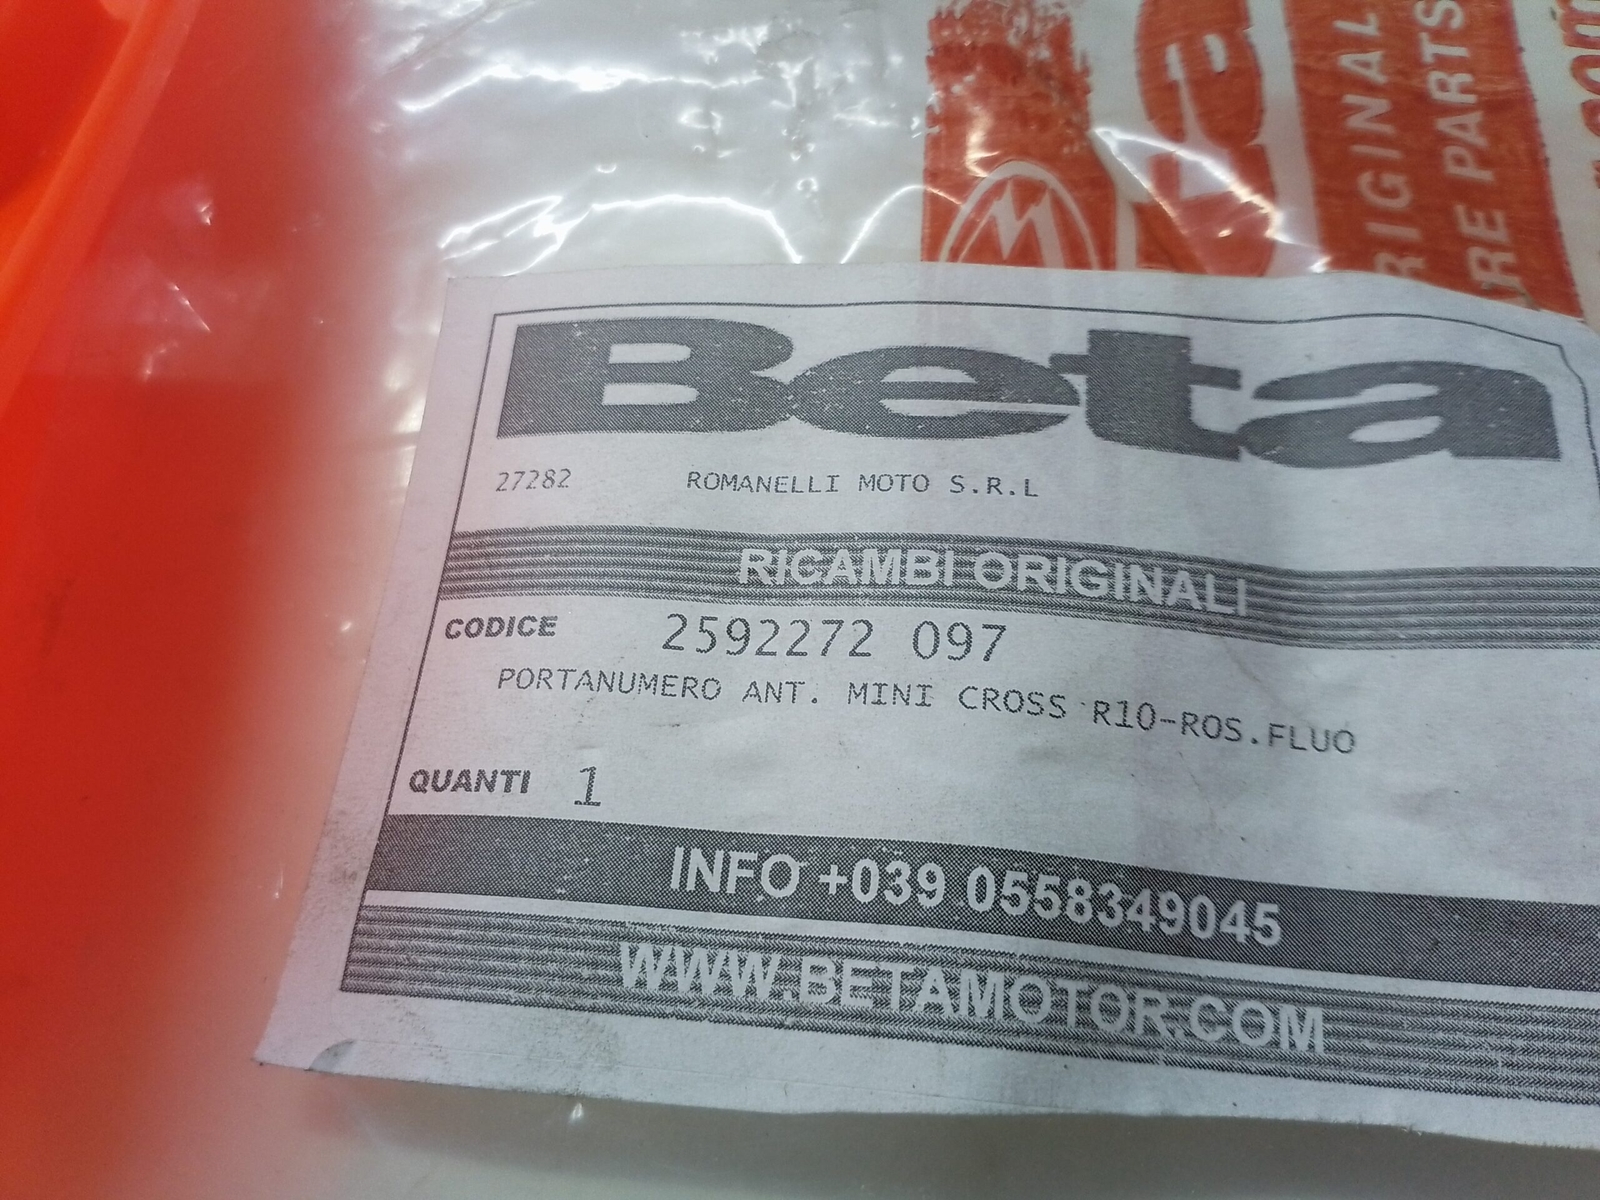 ORIGINAL
PARTS
Beta
27282 ROMANELLI MOTO S.R.L
RICAMBI ORIGINALI
CODICE 2592272 097
PORTANUMERO ANT. MINI CROSS R10-ROS.FLUO
QUANTI 1
INFO +039 0558349045
WWW.BETAMOTOR.COM